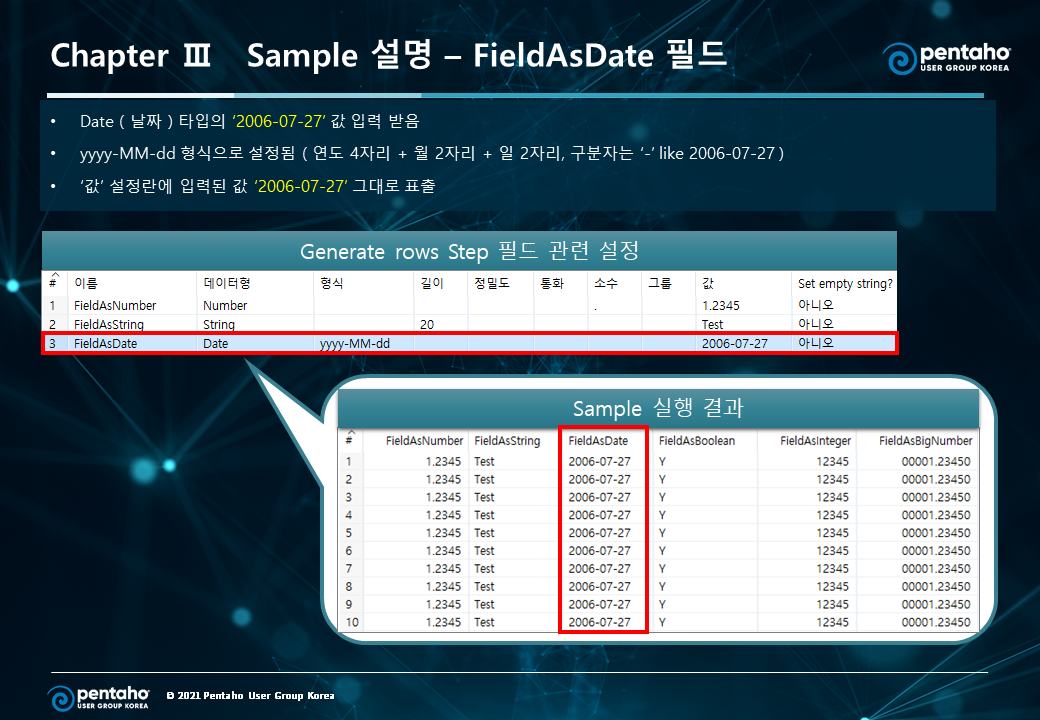 Chapter Ⅲ Sample 설명 – FieldAsDate 필드
pentaho
USER GROUP KOREA
• Date ( 날짜 ) 타입의 ‘2006-07-27’ 값 입력 받음
• yyyy-MM-dd 형식으로 설정됨 ( 연도 4자리 + 월 2자리 + 일 2자리, 구분자는 ‘-’ like 2006-07-27 )
• ‘값’ 설정란에 입력된 값 ‘2006-07-27’ 그대로 표출
Generate rows Step 필드 관련 설정
# 이름 데이터형 형식 길이 정밀도 통화 소수 그룹 값 Set empty string?
1 FieldAsNumber Number . 1.2345 아니오
2 FieldAsString String 20 Test 아니오
3 FieldAsDate Date yyyy-MM-dd 2006-07-27 아니오
Sample 실행 결과
# FieldAsNumber FieldAsString FieldAsDate FieldAsBoolean FieldAsInteger FieldAsBigNumber
1 1.2345 Test 2006-07-27 Y 12345 00001.23450
2 1.2345 Test 2006-07-27 Y 12345 00001.23450
3 1.2345 Test 2006-07-27 Y 12345 00001.23450
4 1.2345 Test 2006-07-27 Y 12345 00001.23450
5 1.2345 Test 2006-07-27 Y 12345 00001.23450
6 1.2345 Test 2006-07-27 Y 12345 00001.23450
7 1.2345 Test 2006-07-27 Y 12345 00001.23450
8 1.2345 Test 2006-07-27 Y 12345 00001.23450
9 1.2345 Test 2006-07-27 Y 12345 00001.23450
10 1.2345 Test 2006-07-27 Y 12345 00001.23450
pentaho
USER GROUP KOREA
© 2021 Pentaho User Group Korea